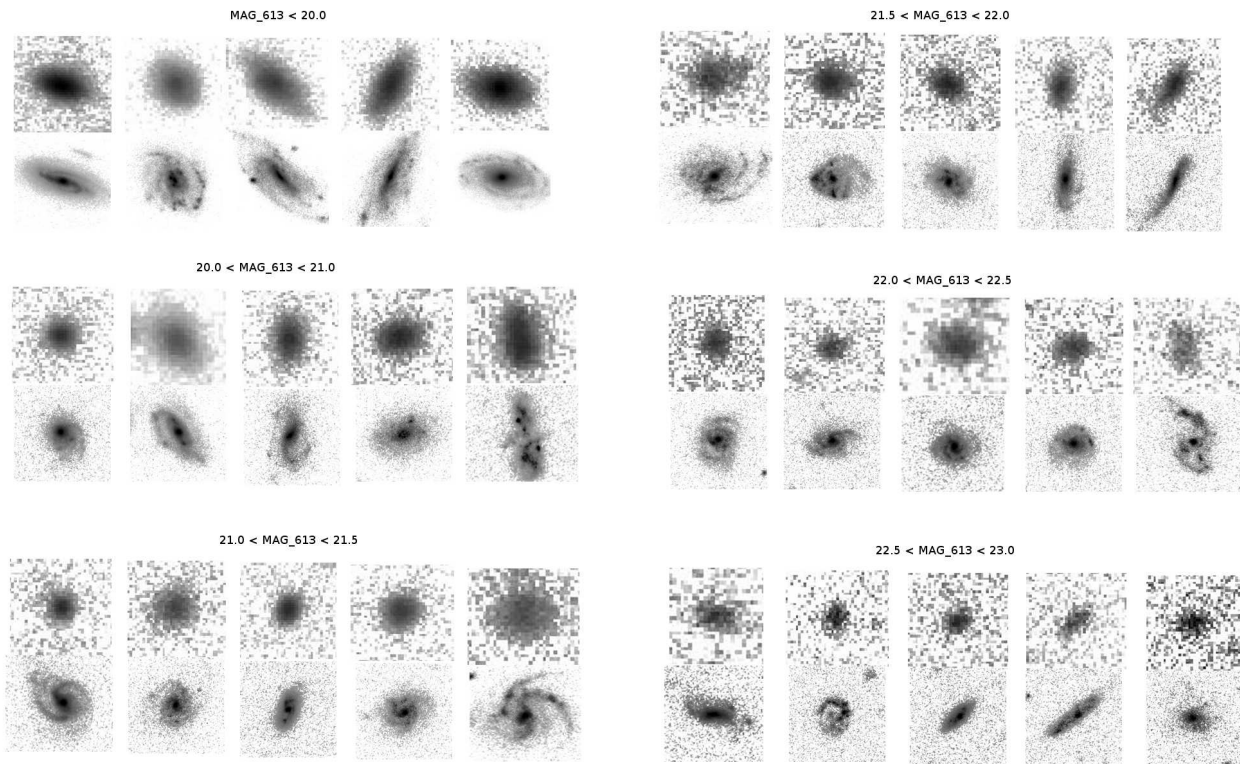 MAG_613 < 20.0
20.0 < MAG_613 < 21.0
21.0 < MAG_613 < 21.5
21.5 < MAG_613 < 22.0
22.0 < MAG_613 < 22.5
22.5 < MAG_613 < 23.0